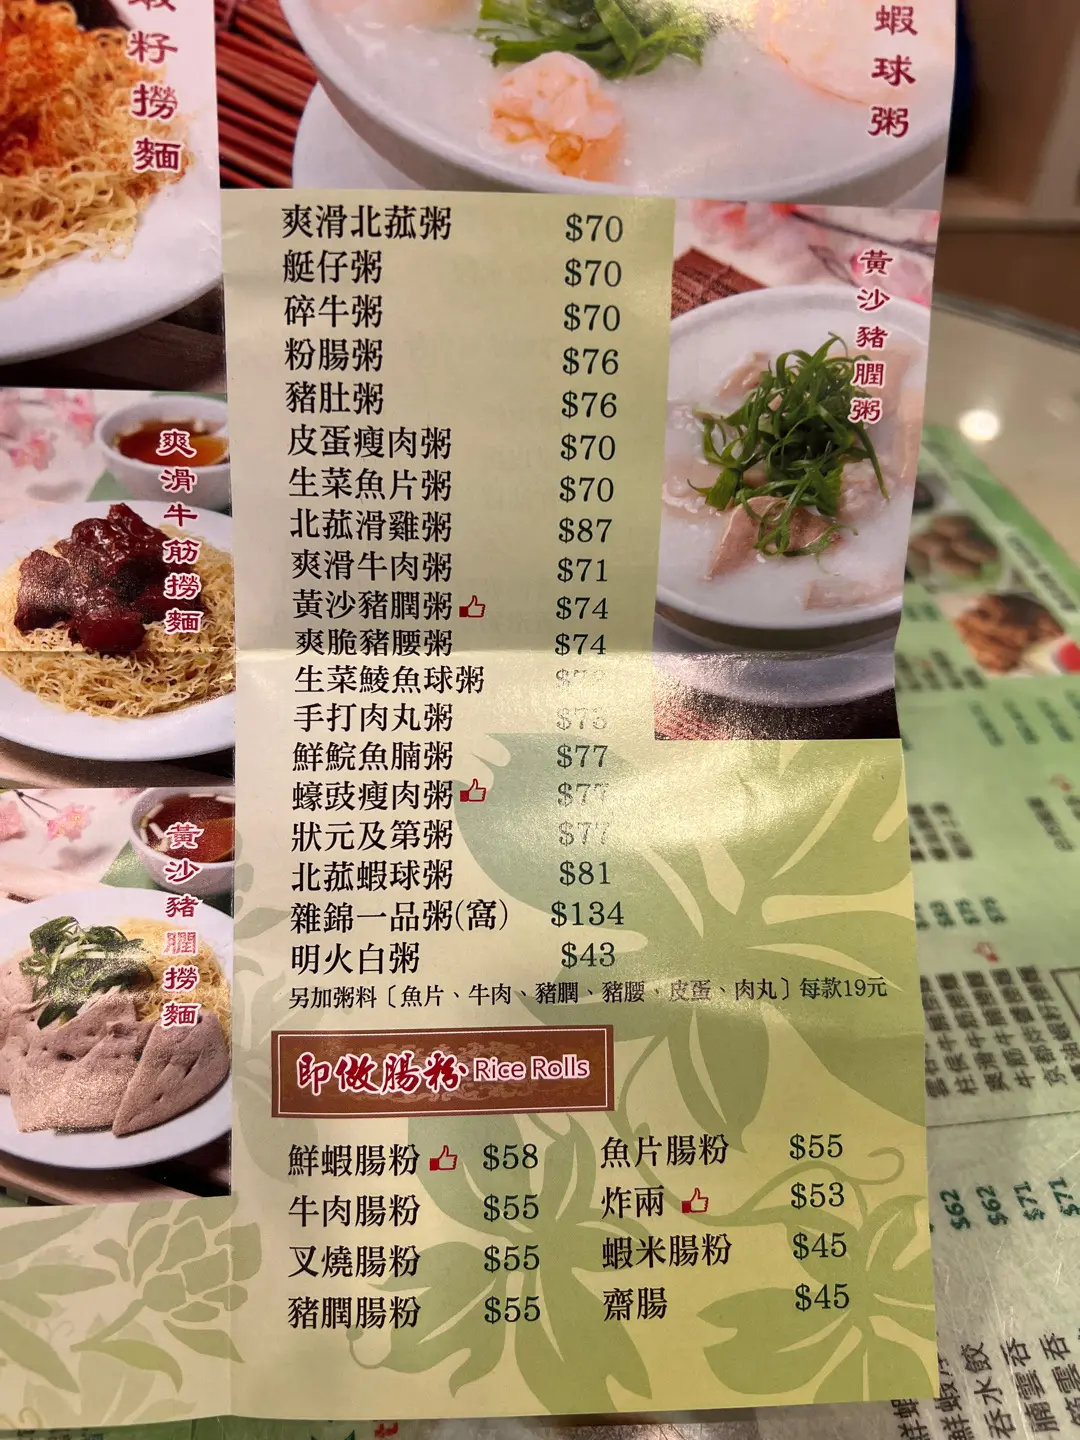 籽撈麵
蝦球粥
爽滑北菰粥 $70
艇仔粥 $70
碎牛粥 $70
粉腸粥 $76
豬肚粥 $76
皮蛋瘦肉粥 $70
生菜魚片粥 $70
北菰滑雞粥 $87
爽滑牛肉粥 $71
黃沙豬膶粥 $74
爽脆豬腰粥 $74
生菜鯪魚球粥
手打肉丸粥
鮮鯇魚腩粥 $77
蠔豉瘦肉粥 $77
狀元及第粥 $77
北菰蝦球粥 $81
雜錦一品粥(窩) $134
明火白粥 $43
另加粥料〔魚片、牛肉、豬膶、豬腰、皮蛋、肉丸〕每款19元
黃沙豬膶粥
爽滑牛筋撈麵
黃沙豬膶撈麵
即做腸粉 Rice Rolls
鮮蝦腸粉 $58 魚片腸粉 $55
牛肉腸粉 $55 炸兩 $53
叉燒腸粉 $55 蝦米腸粉 $45
豬膶腸粉 $55 齋腸 $45
$62
$62
$71
$71